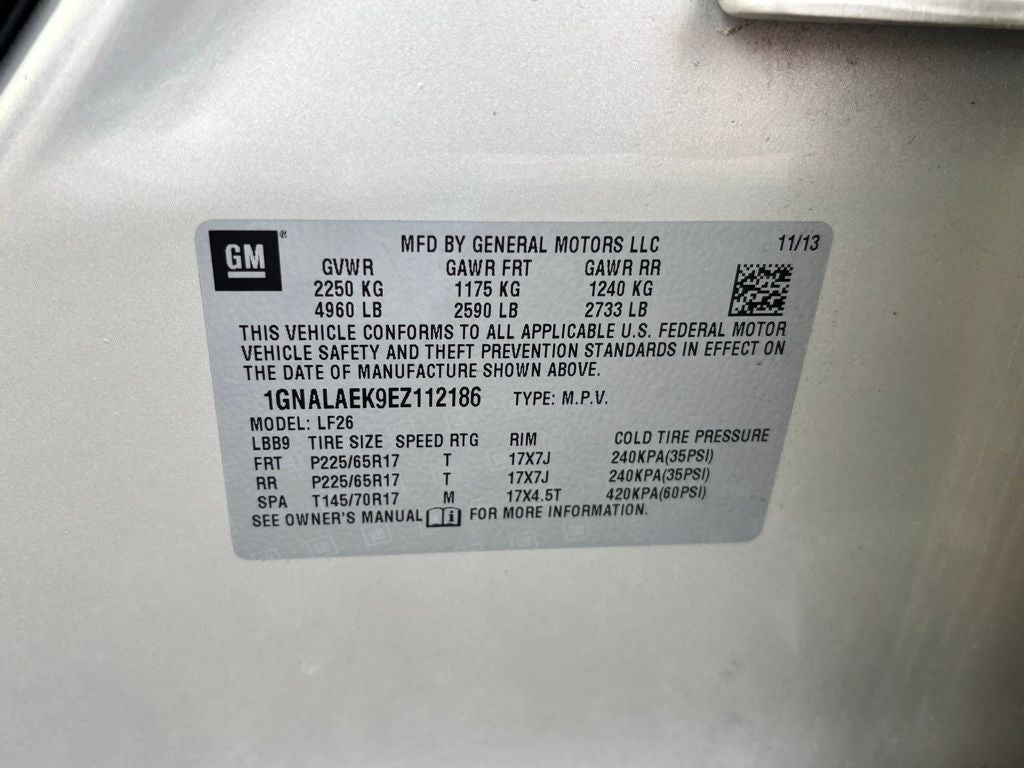 GM ® MFD BY GENERAL MOTORS LLC 11/13
GVWR GAWR FRT GAWR RR
2250 KG 1175 KG 1240 KG
4960 LB 2590 LB 2733 LB
THIS VEHICLE CONFORMS TO ALL APPLICABLE U.S. FEDERAL MOTOR
VEHICLE SAFETY AND THEFT PREVENTION STANDARDS IN EFFECT ON
THE DATE OF MANUFACTURE SHOWN ABOVE.
1GNALAEK9EZ112186 TYPE: M.P.V.
MODEL: LF26
LBB9 TIRE SIZE SPEED RTG RIM COLD TIRE PRESSURE
FRT P225/65R17 T 17X7J 240KPA(35PSI)
RR P225/65R17 T 17X7J 240KPA(35PSI)
SPA T145/70R17 M 17X4.5T 420KPA(60PSI)
SEE OWNER'S MANUAL i FOR MORE INFORMATION.